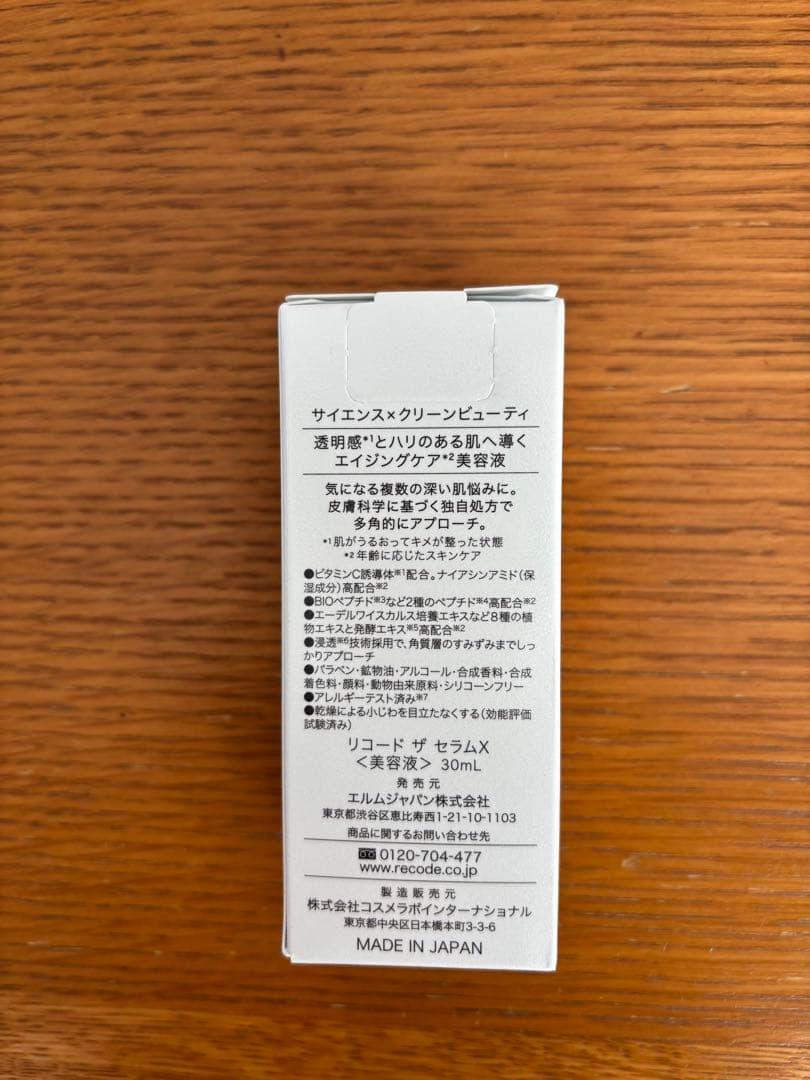 サイエンス×クリーンビューティ
透明感*1とハリのある肌へ導く
エイジングケア*2美容液
気になる複数の深い肌悩みに。
皮膚科学に基づく独自処方で
多角的にアプローチ。
*1肌がうるおってキメが整った状態
*2年齢に応じたスキンケア
●ビタミンC誘導体※1配合。ナイアシンアミド(保
湿成分)高配合※2
●BIOペプチド※3など2種のペプチド※4高配合※2
●エーデルワイスカルス培養エキスなど8種の植
物エキスと発酵エキス※5高配合※2
●浸透※6技術採用で、角質層のすみずみまでしっ
かりアプローチ
●パラベン・鉱物油・アルコール・合成香料・合成
着色料・顔料・動物由来原料・シリコーンフリー
●アレルギーテスト済み※7
●乾燥による小じわを目立たなくする(効能評価
試験済み)
リコード ザ セラムX
<美容液> 30mL
発売元
エルムジャパン株式会社
東京都渋谷区恵比寿西1-21-10-1103
商品に関するお問い合わせ先
0120-704-477
www.recode.co.jp
製造販売元
株式会社コスメラボインターナショナル
東京都中央区日本橋本町3-3-6
MADE IN JAPAN